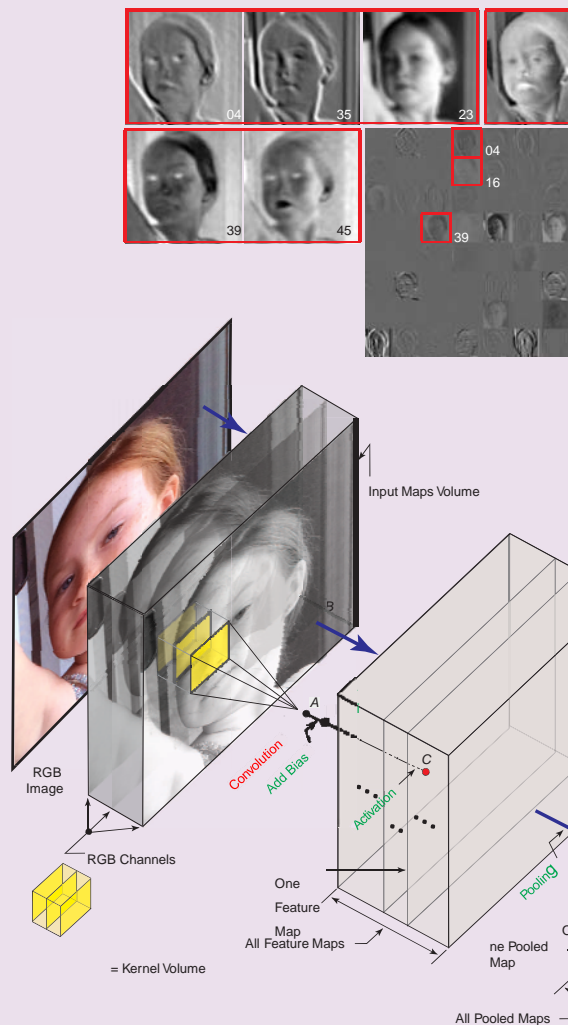 04
35
23
39
45
04
16
39
Input Maps Volume
B
A
C
RGB
Image
Convolution
Add Bias
Activation
RGB Channels
One
Feature
Map
All Feature Maps
Pooling
ne Pooled
Map
= Kernel Volume
All Pooled Maps